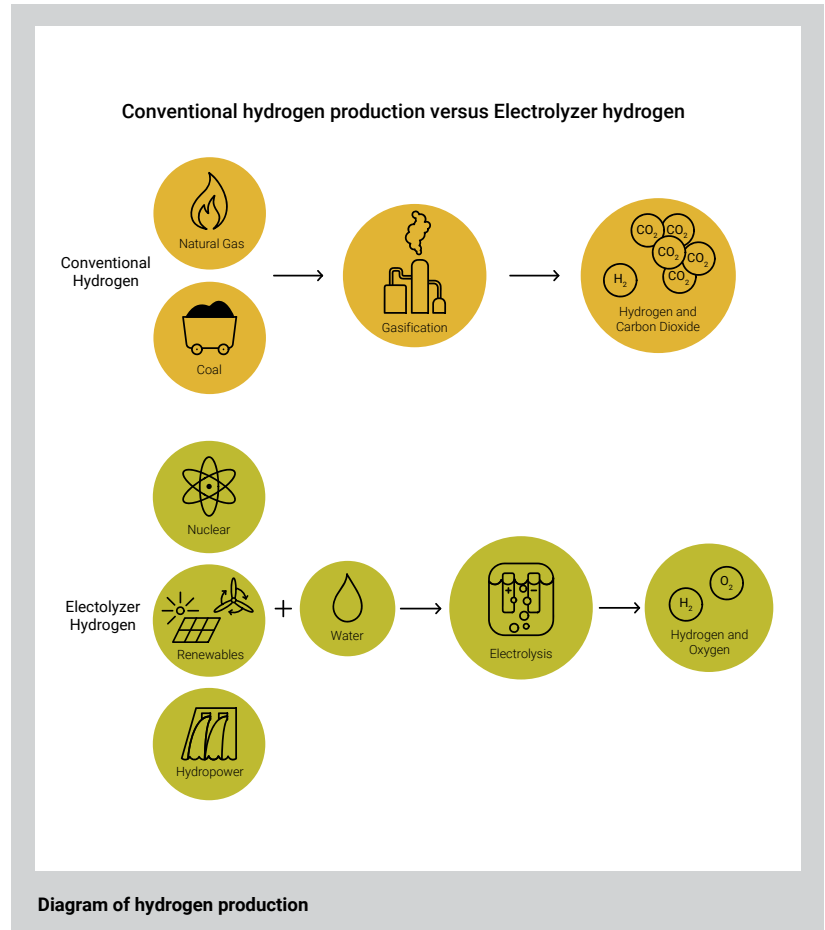 Conventional hydrogen production versus Electrolyzer hydrogen
Natural Gas
Conventional
Hydrogen
Coal
Gasification
CO₂
CO₂
CO₂
CO₂
CO₂
H₂
Hydrogen and
Carbon Dioxide
Nuclear
Electolyzer
Hydrogen
Renewables
+
Water
+
−
Electrolysis
H₂
O₂
Hydrogen and
Oxygen
Hydropower
Diagram of hydrogen production